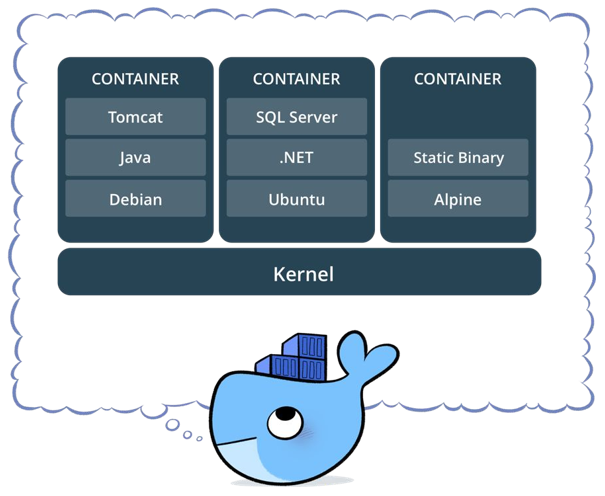 CONTAINER
Tomcat
Java
Debian
CONTAINER
SQL Server
.NET
Ubuntu
CONTAINER
Static Binary
Alpine
Kernel